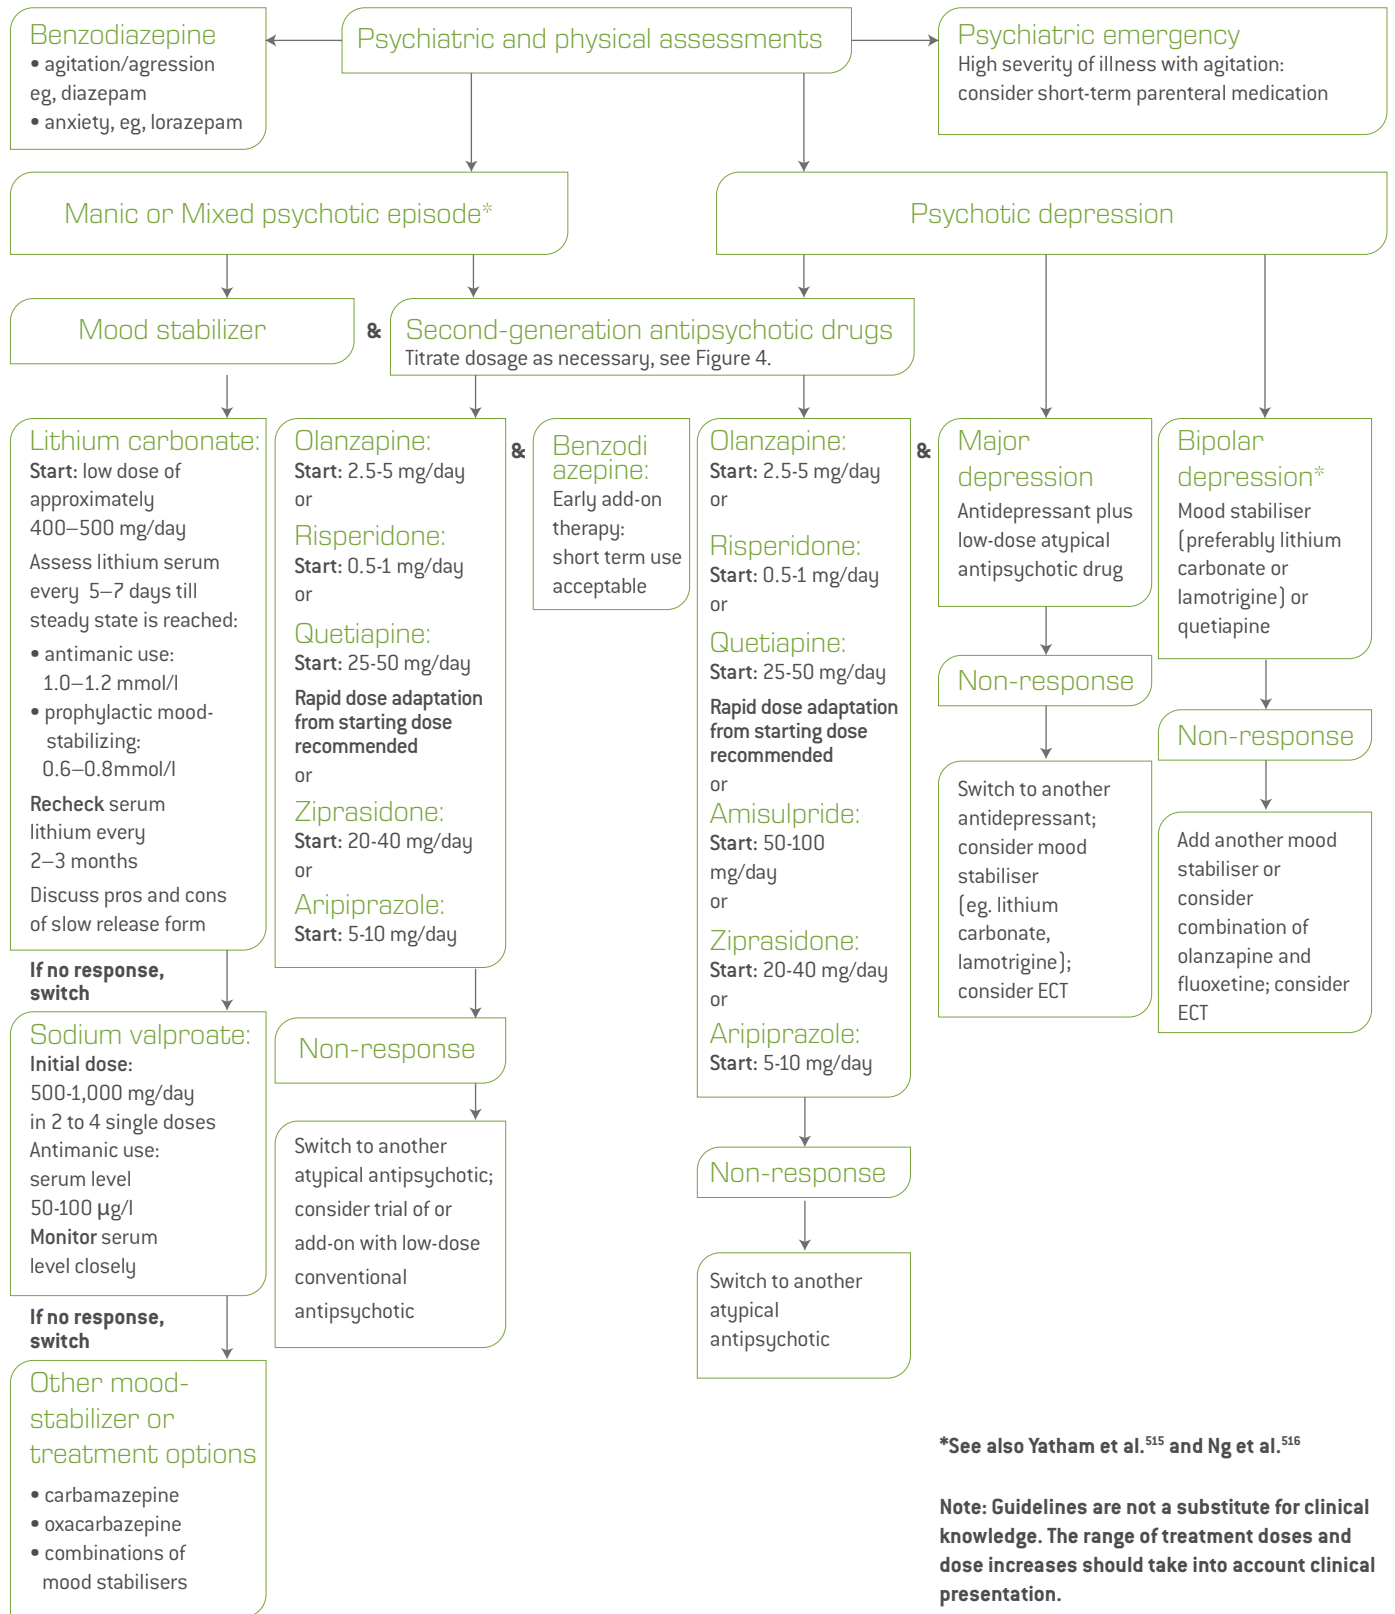 Benzodiazepine
• agitation/agression
eg, diazepam
• anxiety, eg, lorazepam
Psychiatric and physical assessments
Psychiatric emergency
High severity of illness with agitation:
consider short-term parenteral medication
Manic or Mixed psychotic episode*
Psychotic depression
Mood stabilizer
&
Second-generation antipsychotic drugs
Titrate dosage as necessary, see Figure 4.
Lithium carbonate:
Start: low dose of
approximately
400–500 mg/day
Assess lithium serum
every 5–7 days till
steady state is reached:
• antimanic use:
1.0–1.2 mmol/l
• prophylactic mood-
stabilizing:
0.6–0.8mmol/l
Recheck serum
lithium every
2–3 months
Discuss pros and cons
of slow release form
If no response,
switch
Sodium valproate:
Initial dose:
500-1,000 mg/day
in 2 to 4 single doses
Antimanic use:
serum level
50-100 µg/l
Monitor serum
level closely
If no response,
switch
Other mood-
stabilizer or
treatment options
• carbamazepine
• oxacarbazepine
• combinations of
mood stabilisers
Olanzapine:
Start: 2.5-5 mg/day
or
Risperidone:
Start: 0.5-1 mg/day
or
Quetiapine:
Start: 25-50 mg/day
Rapid dose adaptation
from starting dose
recommended
or
Ziprasidone:
Start: 20-40 mg/day
or
Aripiprazole:
Start: 5-10 mg/day
Non-response
Switch to another
atypical antipsychotic;
consider trial of or
add-on with low-dose
conventional
antipsychotic
&
Benzodi
azepine:
Early add-on
therapy:
short term use
acceptable
Olanzapine:
Start: 2.5-5 mg/day
or
Risperidone:
Start: 0.5-1 mg/day
or
Quetiapine:
Start: 25-50 mg/day
Rapid dose adaptation
from starting dose
recommended
or
Amisulpride:
Start: 50-100
mg/day
or
Ziprasidone:
Start: 20-40 mg/day
or
Aripiprazole:
Start: 5-10 mg/day
Non-response
Switch to another
atypical
antipsychotic
&
Major
depression
Antidepressant plus
low-dose atypical
antipsychotic drug
Non-response
Switch to another
antidepressant;
consider mood
stabiliser
(eg. lithium
carbonate,
lamotrigine);
consider ECT
Bipolar
depression*
Mood stabiliser
(preferably lithium
carbonate or
lamotrigine) or
quetiapine
Non-response
Add another mood
stabiliser or
consider
combination of
olanzapine and
fluoxetine; consider
ECT
*See also Yatham et al.515 and Ng et al.516
Note: Guidelines are not a substitute for clinical
knowledge. The range of treatment doses and
dose increases should take into account clinical
presentation.